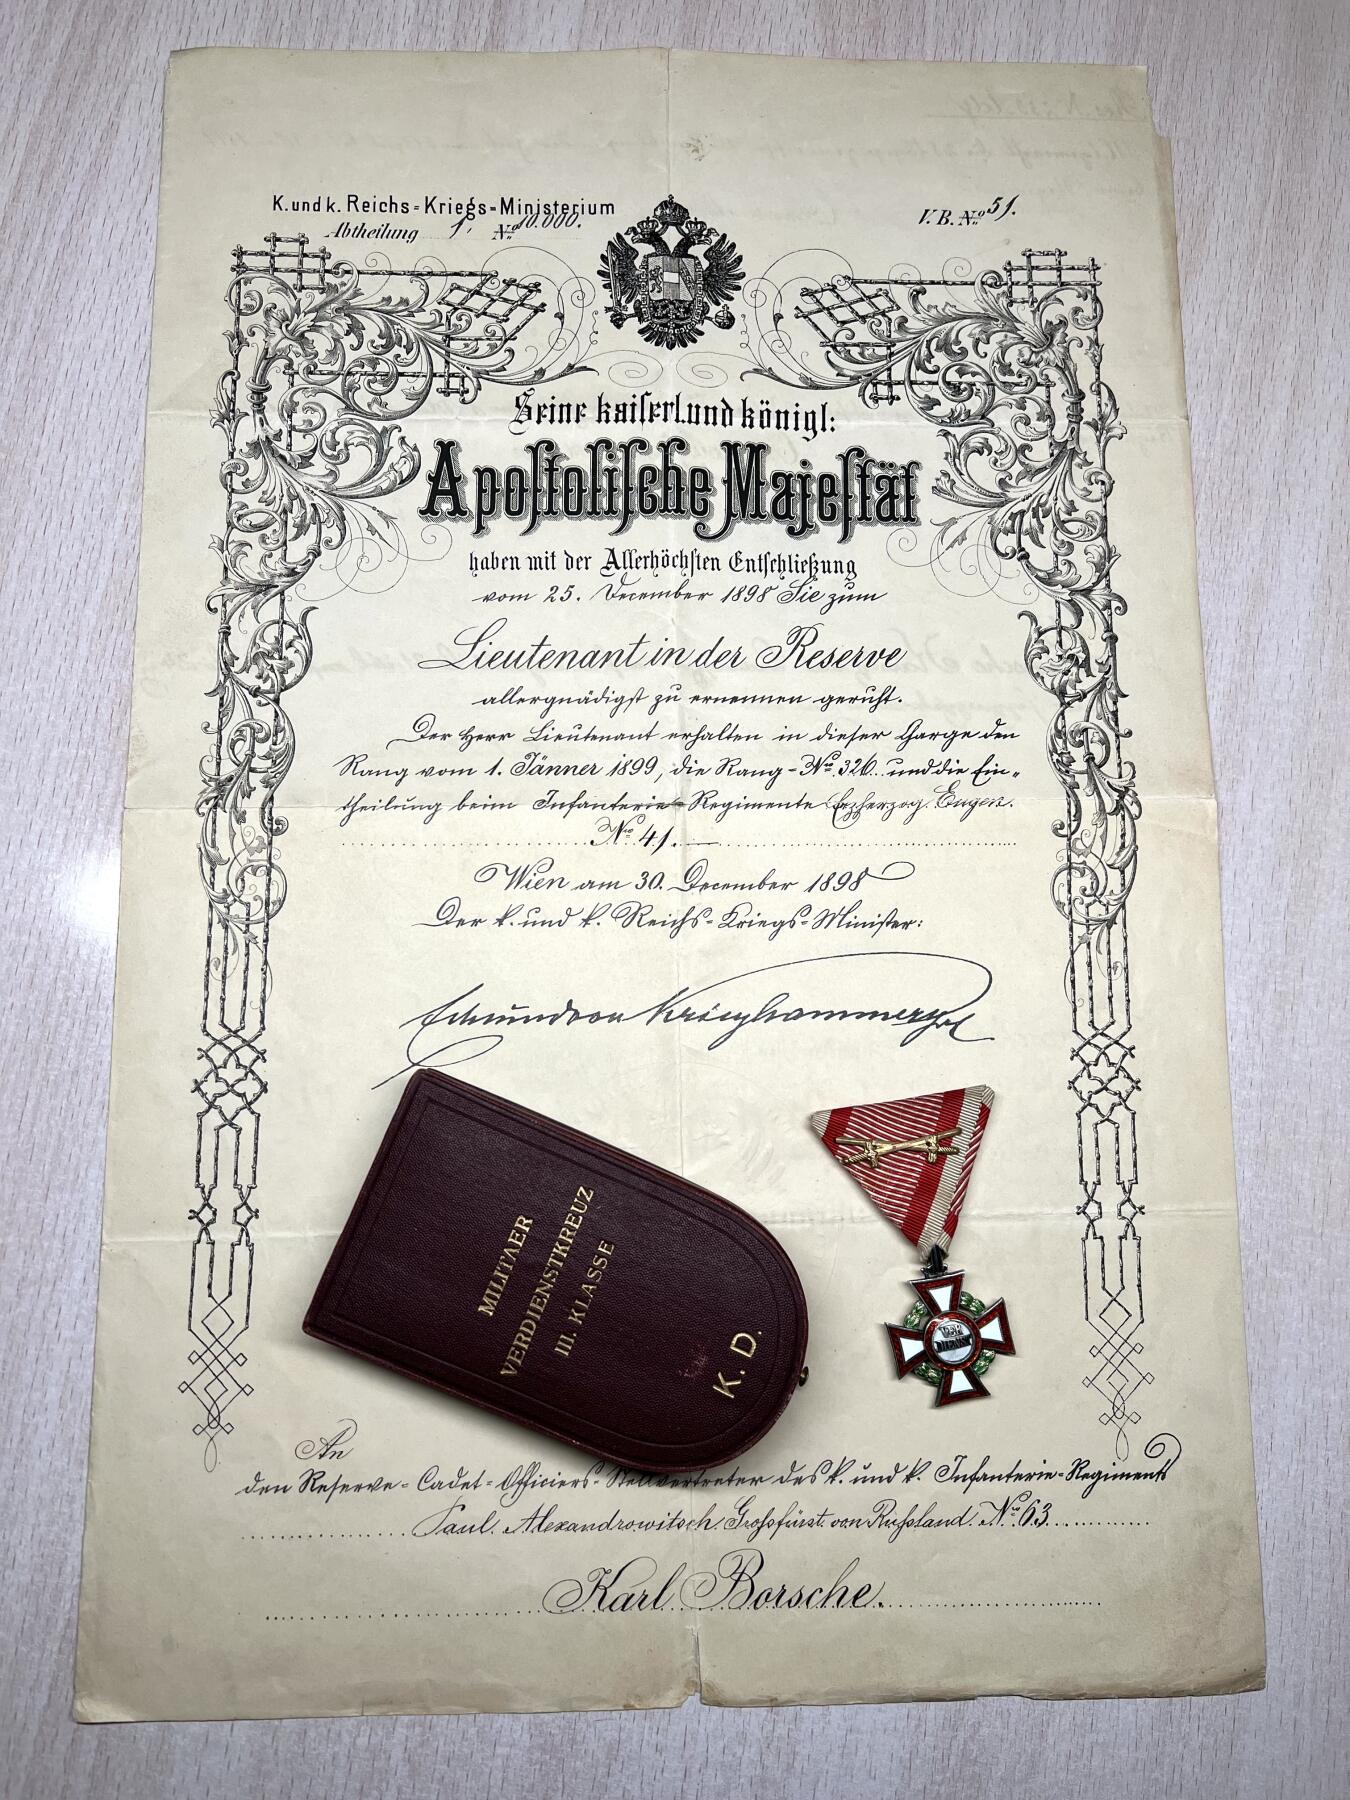 K. und k. Reichs-Kriegs-Ministerium
Abtheilung 1, No 10.000.
V. B. No 51.
Seine kaiserl. und königl:
Apostolische Majestät
haben mit der Allerhöchsten Entschließung
vom 25. December 1898 Sie zum
Lieutenant in der Reserve
allergnädigst zu ernennen geruht.
Der Herr Lieutenant erhalten in dieser Charge den
Rang vom 1. Jänner 1899, die Rang-No 326. und die Ein-
theilung beim Infanterie-Regimente Erzherzog Eugen.
No 41.
Wien am 30. December 1898
Der k. und k. Reichs-Kriegs-Minister:
Edmund von Krieghammer
MILITAER
VERDIENSTKREUZ
III. KLASSE
K. D.
VER
DIENST
An
den Reserve-Cadet-Officiers-Stellvertreter des k. und k. Infanterie-Regiments
Paul Alexandrowitsch Großfürst von Rußland No 63
Karl Borsche.